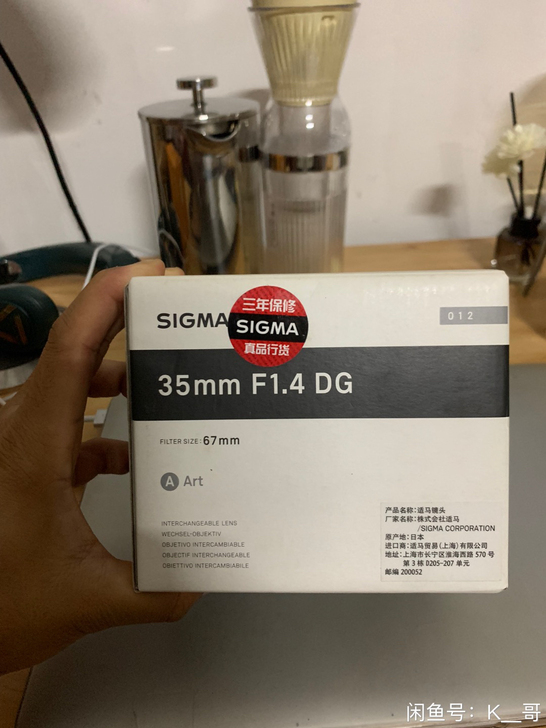 SIGMA
三年保修
SIGMA
真品行货
012
35mm F1.4 DG
FILTER SIZE: 67mm
A Art
INTERCHANGEABLE LENS
WECHSEL-OBJEKTIV
OBJETIVO INTERCAMBIABLE
OBJECTIF INTERCHANGEABLE
OBIETTIVO INTERCAMBIABILE
产品名称:适马镜头
厂家名称:株式会社适马
/SIGMA CORPORATION
原产地:日本
进口商:适马贸易(上海)有限公司
地址:上海市长宁区淮海西路 570 号
第 3 栋 D205-207 单元
邮编 200052
闲鱼号：K__哥